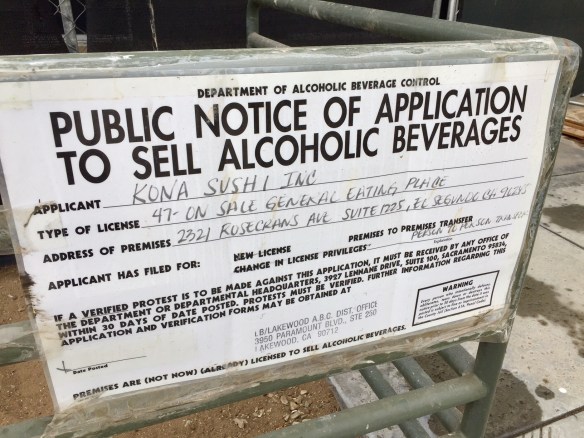 DEPARTMENT OF ALCOHOLIC BEVERAGE CONTROL
PUBLIC NOTICE OF APPLICATION
TO SELL ALCOHOLIC BEVERAGES
APPLICANT KONA SUSHI INC
TYPE OF LICENSE 47- ON SALE GENERAL EATING PLACE
ADDRESS OF PREMISES 2321 ROSECRANS AVE SUITE 1225, EL SEGUNDO CA 90245
APPLICANT HAS FILED FOR: NEW LICENSE PREMISES TO PREMISES TRANSFER
CHANGE IN LICENSE PRIVILEGES PERSON TO PERSON TRANSFER
IF A VERIFIED PROTEST IS TO BE MADE AGAINST THIS APPLICATION, IT MUST BE RECEIVED BY ANY OFFICE OF
THE DEPARTMENT OR DEPARTMENTAL HEADQUARTERS, 3927 LENNANE DRIVE, SUITE 100, SACRAMENTO 95834,
WITHIN 30 DAYS OF DATE POSTED. PROTESTS MUST BE VERIFIED. FURTHER INFORMATION REGARDING THIS
APPLICATION AND VERIFICATION FORMS MAY BE OBTAINED AT
LB/LAKEWOOD A.B.C. DIST. OFFICE
3950 PARAMOUNT BLVD., STE 250
LAKEWOOD, CA 90712
Date Posted
PREMISES ARE (NOT NOW) (ALREADY) LICENSED TO SELL ALCOHOLIC BEVERAGES.
WARNING